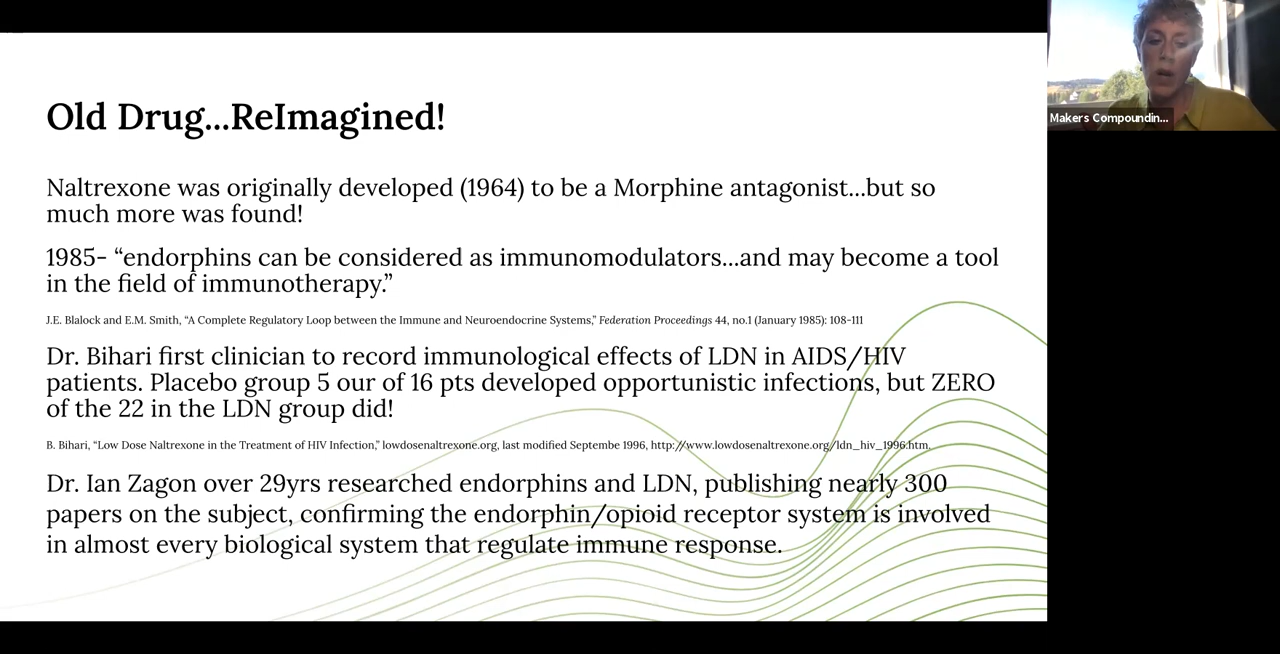 Old Drug...ReImagined!
Naltrexone was originally developed (1964) to be a Morphine antagonist...but so
much more was found!
1985- “endorphins can be considered as immunomodulators...and may become a tool
in the field of immunotherapy.”
J.E. Blalock and E.M. Smith, “A Complete Regulatory Loop between the Immune and Neuroendocrine Systems,” Federation Proceedings 44, no.1 (January 1985): 108-111
Dr. Bihari first clinician to record immunological effects of LDN in AIDS/HIV
patients. Placebo group 5 our of 16 pts developed opportunistic infections, but ZERO
of the 22 in the LDN group did!
B. Bihari, “Low Dose Naltrexone in the Treatment of HIV Infection,” lowdosenaltrexone.org, last modified Septembe 1996, http://www.lowdosenaltrexone.org/ldn_hiv_1996.htm.
Dr. Ian Zagon over 29yrs researched endorphins and LDN, publishing nearly 300
papers on the subject, confirming the endorphin/opioid receptor system is involved
in almost every biological system that regulate immune response.
Makers Compoundin...